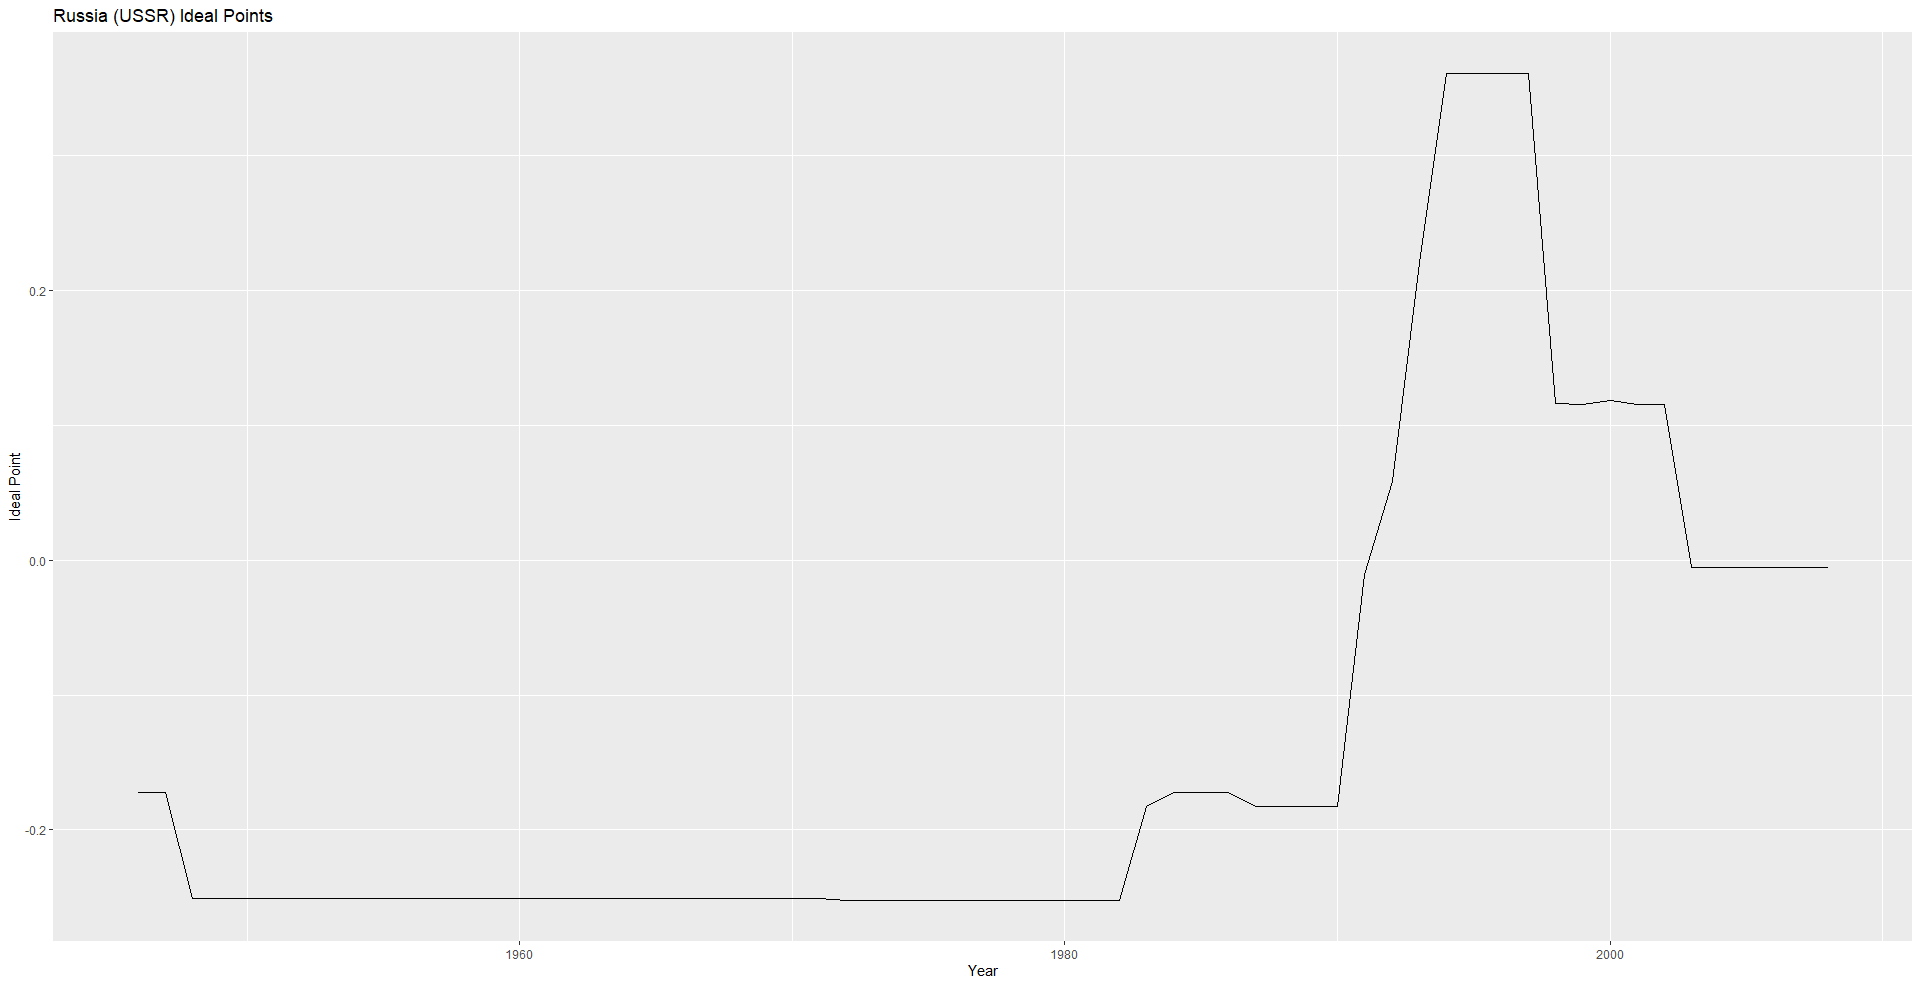 Russia (USSR) Ideal Points
Ideal Point
0.2
0.0
-0.2
1960 1980 2000
Year